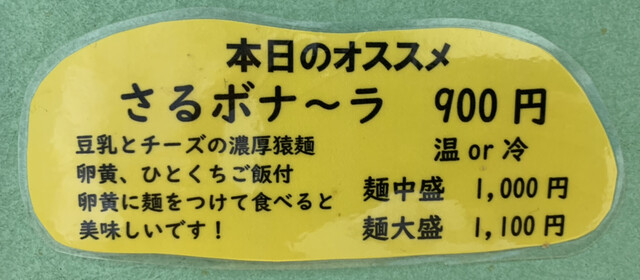 本日のオススメ
さるボナ～ラ 900円
豆乳とチーズの濃厚猿麺
温 or 冷
卵黄、ひとくちご飯付
卵黄に麺をつけて食べると
美味しいです！
麺中盛 1,000円
麺大盛 1,100円